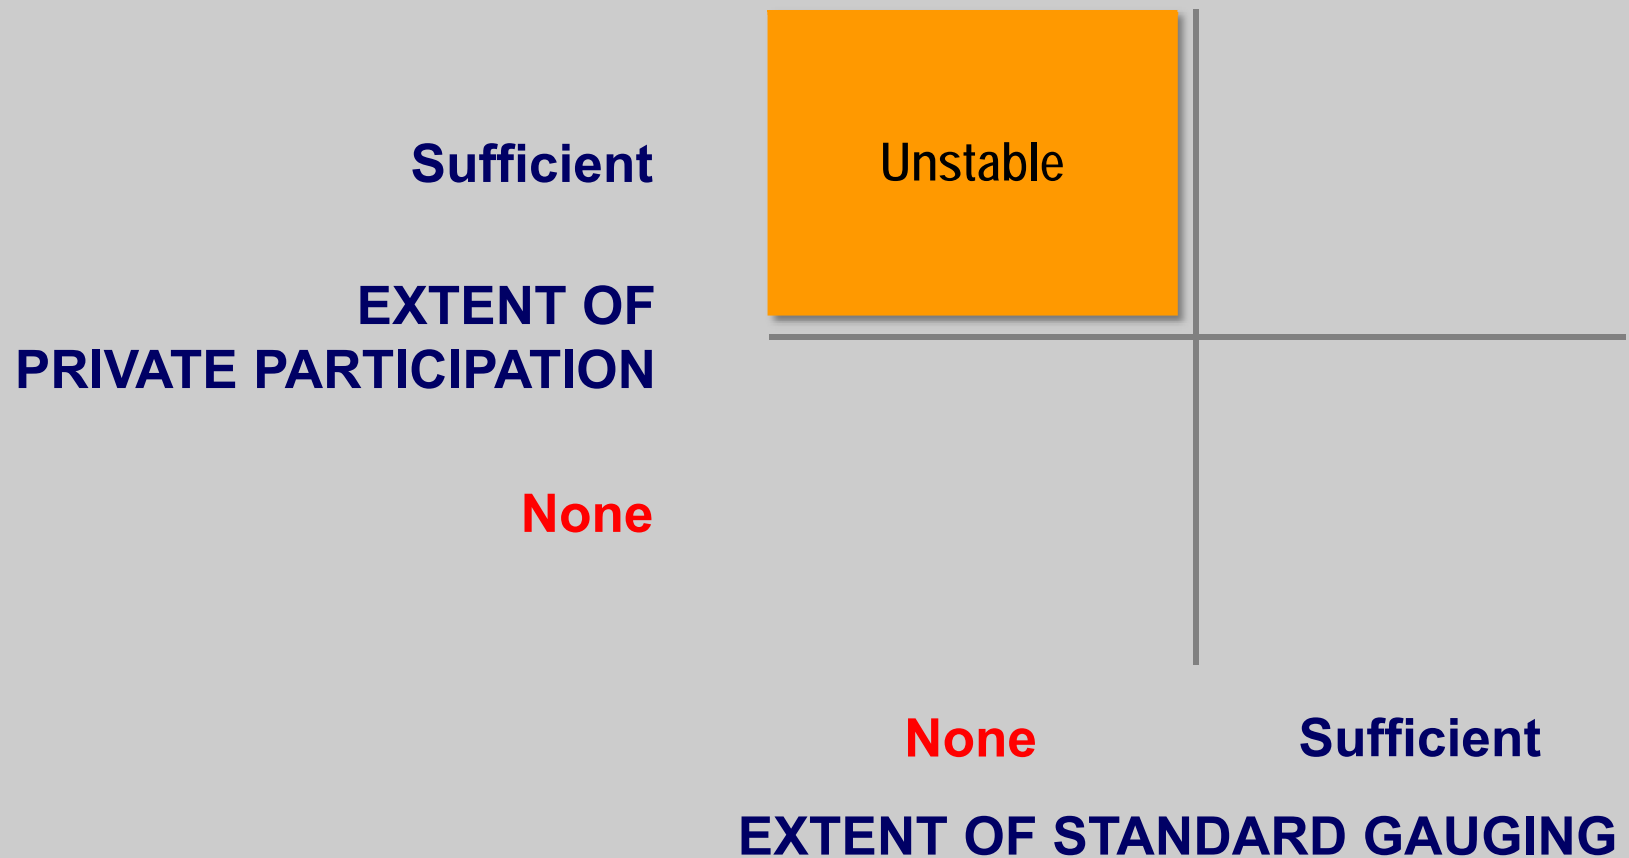 Sufficient
Unstable
EXTENT OF
PRIVATE PARTICIPATION
None
None
Sufficient
EXTENT OF STANDARD GAUGING